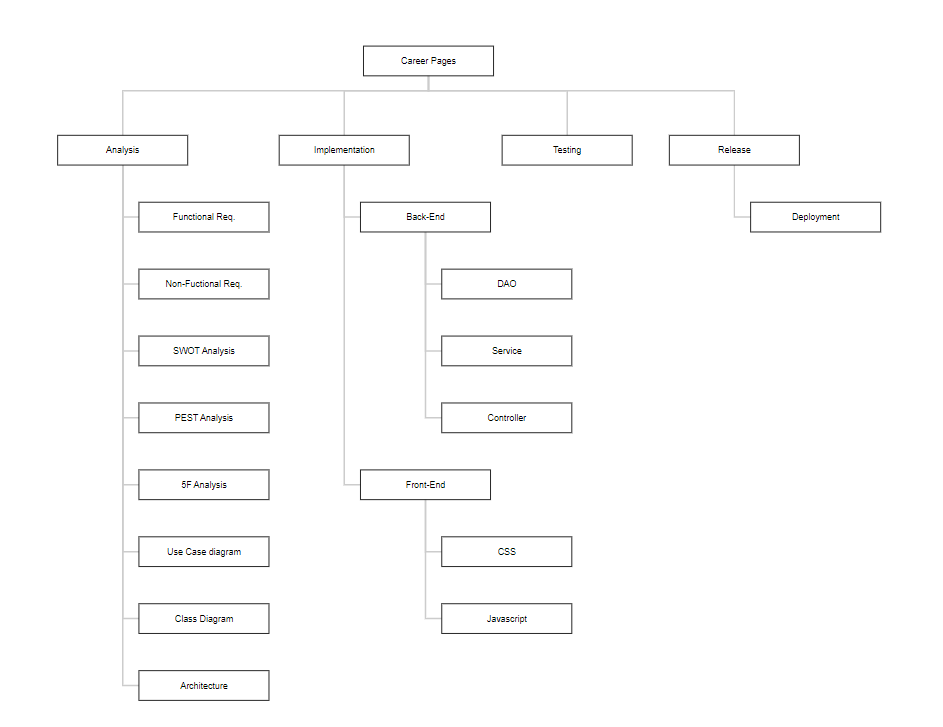 Career Pages
Analysis
Implementation
Testing
Release
Functional Req.
Back-End
Deployment
Non-Fuctional Req.
DAO
SWOT Analysis
Service
PEST Analysis
Controller
5F Analysis
Front-End
Use Case diagram
CSS
Class Diagram
Javascript
Architecture